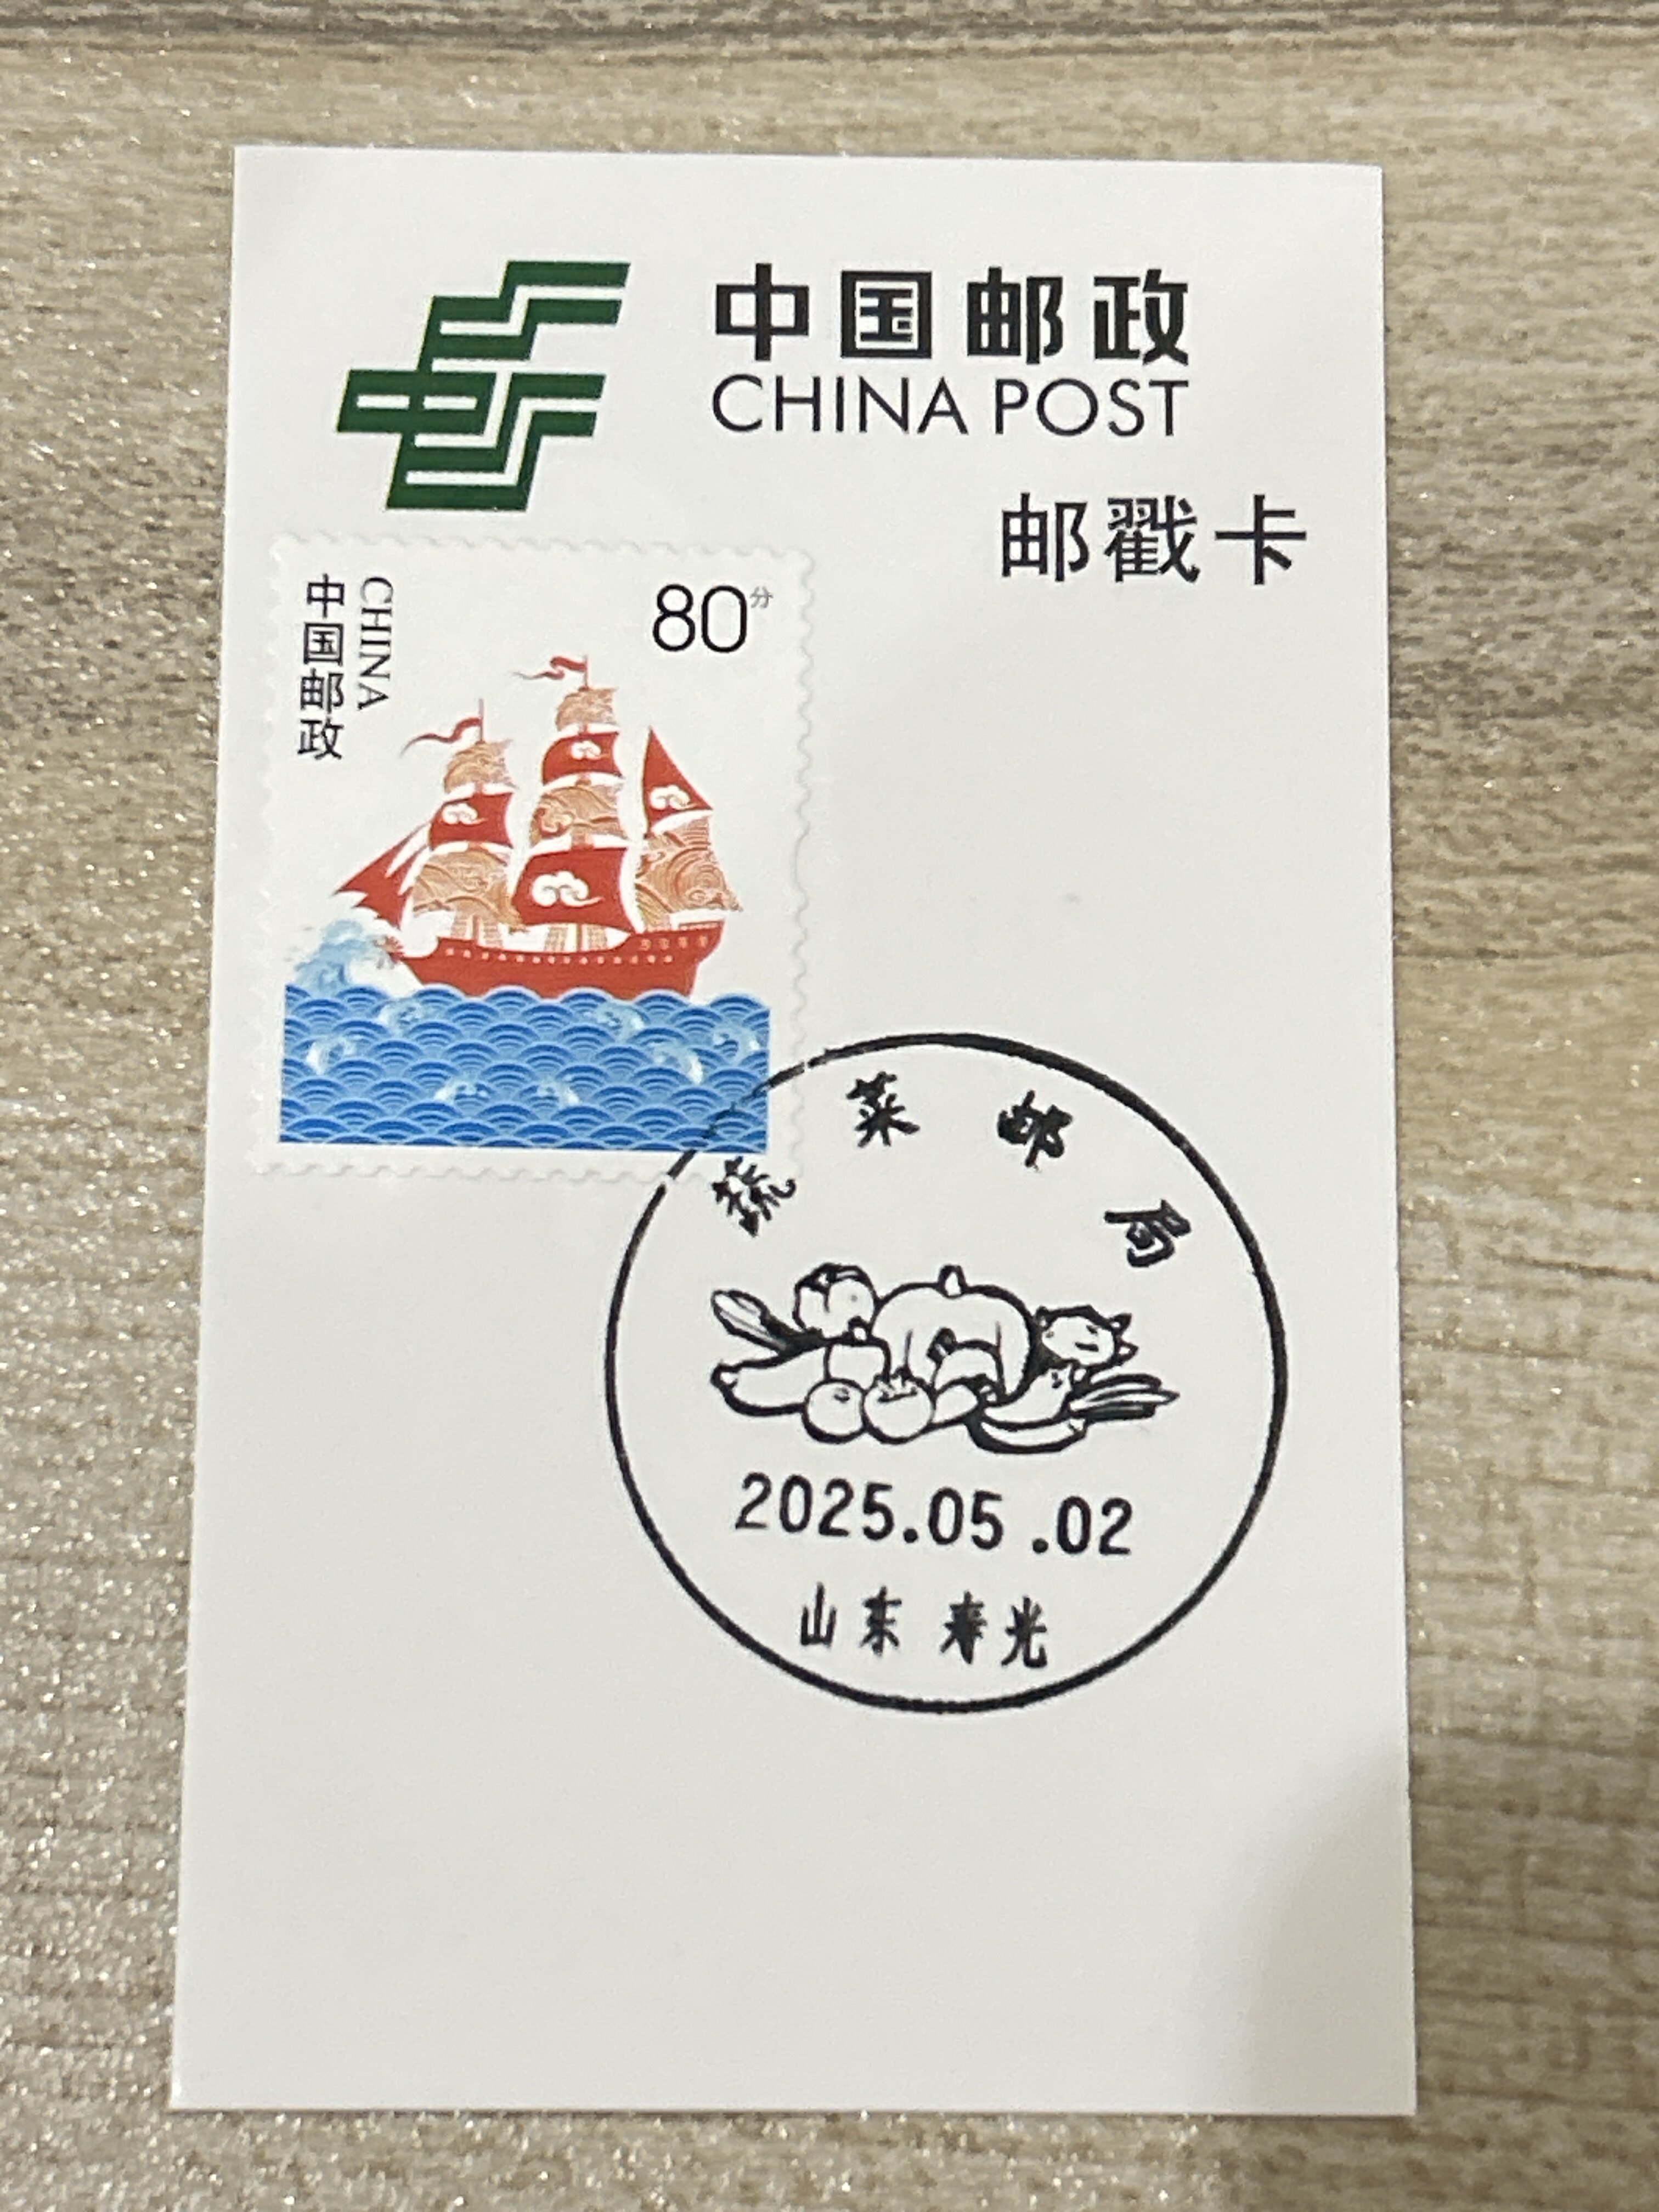 中国邮政
CHINA POST
邮戳卡
中国邮政
CHINA
80分
蔬菜邮局
2025.05.02
山东 寿光